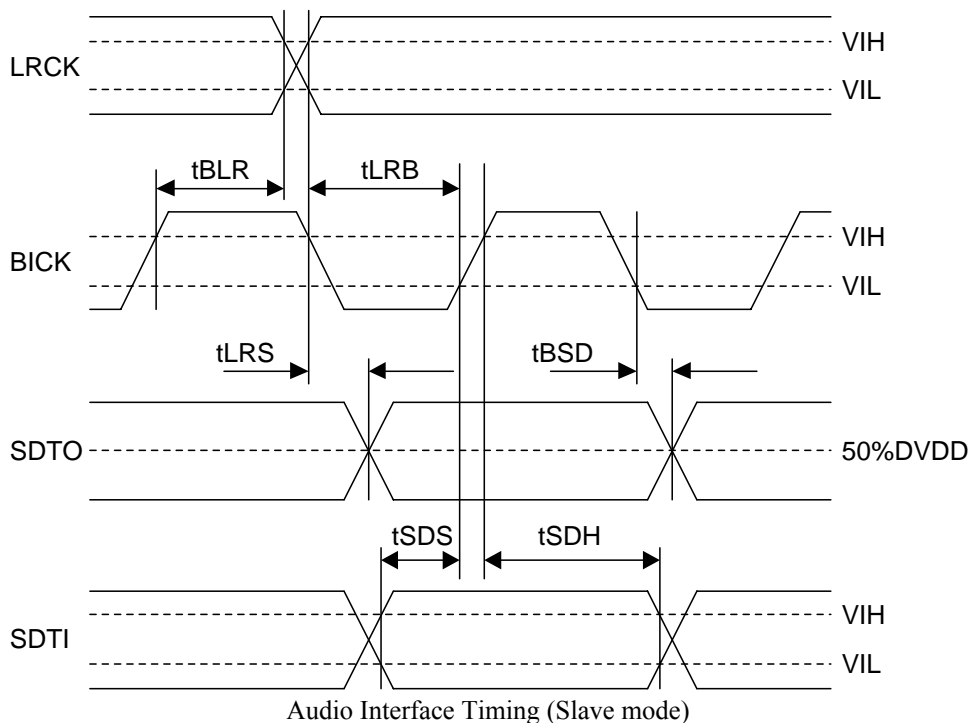 LRCK
VIH
VIL
tBLR
tLRB
BICK
VIH
VIL
tLRS
tBSD
SDTO
50%DVDD
tSDS
tSDH
SDTI
VIH
VIL
Audio Interface Timing (Slave mode)